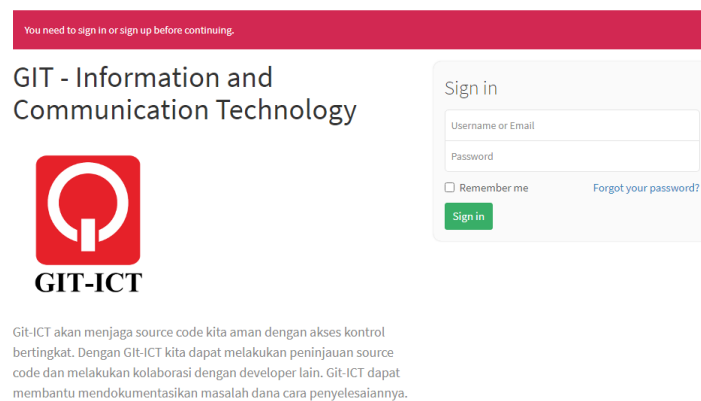 You need to sign in or sign up before continuing.
GIT - Information and
Communication Technology
GIT-ICT
Git-ICT akan menjaga source code kita aman dengan akses kontrol
bertingkat. Dengan GIt-ICT kita dapat melakukan peninjauan source
code dan melakukan kolaborasi dengan developer lain. Git-ICT dapat
membantu mendokumentasikan masalah dana cara penyelesaiannya.
Sign in
Username or Email
Password
Remember me
Forgot your password?
Sign in